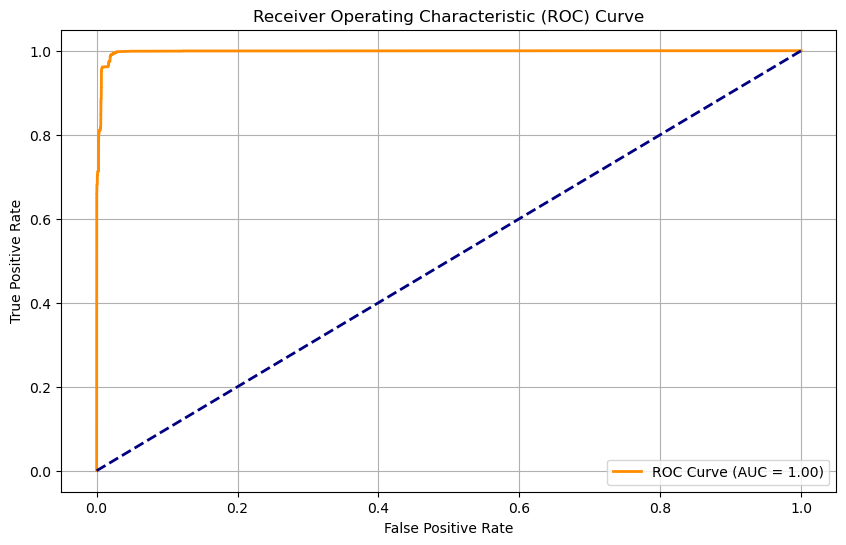 Receiver Operating Characteristic (ROC) Curve
1.0
0.8
0.6
0.4
0.2
0.0
True Positive Rate
ROC Curve (AUC = 1.00)
0.0 0.2 0.4 0.6 0.8 1.0
False Positive Rate